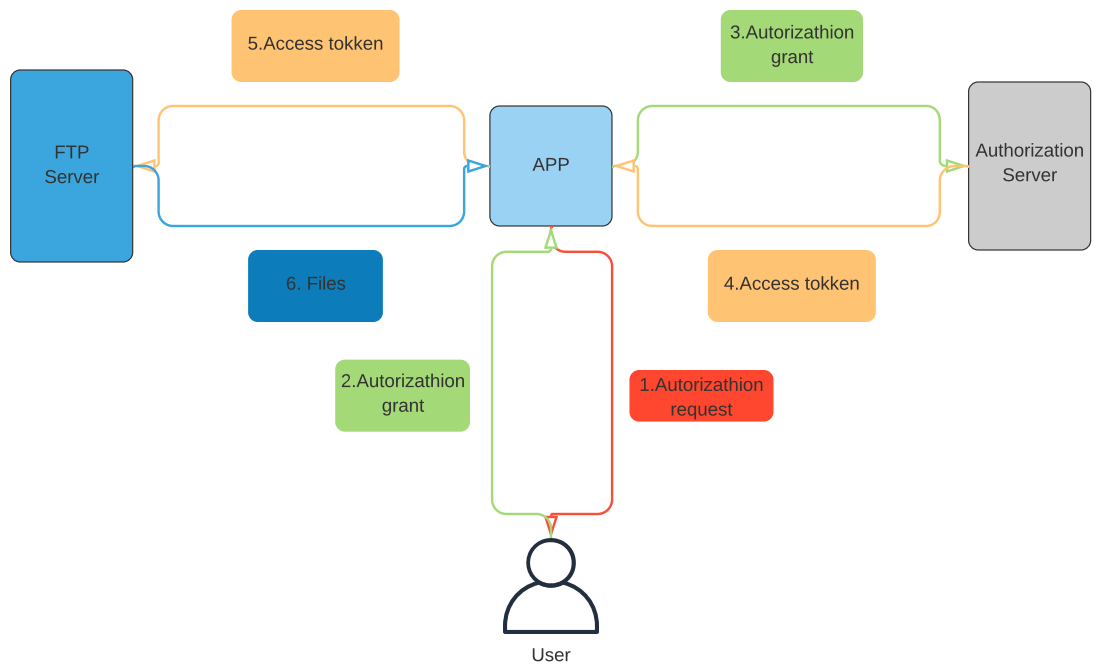 5.Access tokken
3.Autorizathion
grant
FTP
Server
APP
Authorization
Server
6. Files
4.Access tokken
2.Autorizathion
grant
1.Autorizathion
request
User